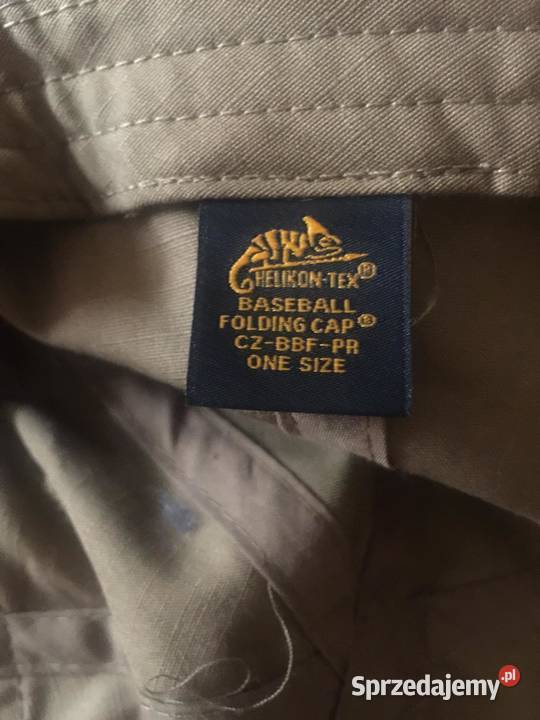 HELIKON-TEX®
BASEBALL
FOLDING CAP®
CZ-BBF-PR
ONE SIZE
Sprzedajemy.pl